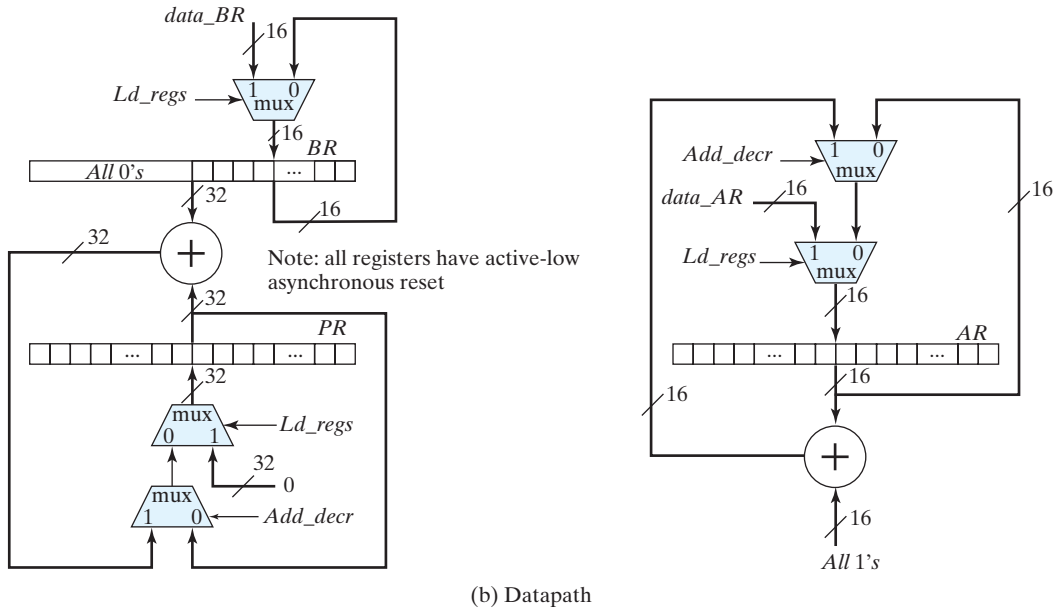 data_BR
16
Ld_regs
1 0
mux
16
BR
All 0's
...
32
16
32
+
Note: all registers have active-low
asynchronous reset
32
PR
...
...
32
mux
0 1
Ld_regs
32
0
mux
1 0
Add_decr
1 0
Add_decr
mux
data_AR
16
16
1 0
Ld_regs
mux
16
AR
...
...
16
16
+
16
All 1's
(b) Datapath